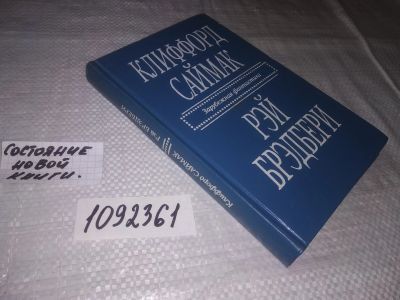 КЛИФФОРД
САЙМАК
Зарубежная фантастика
РЭЙ
БРЭДБЕРИ
Клиффорд САЙМАК
Рэй БРЭДБЕРИ
СОСТОЯНИЕ
НОВОЙ
КНИГИ.
1092361